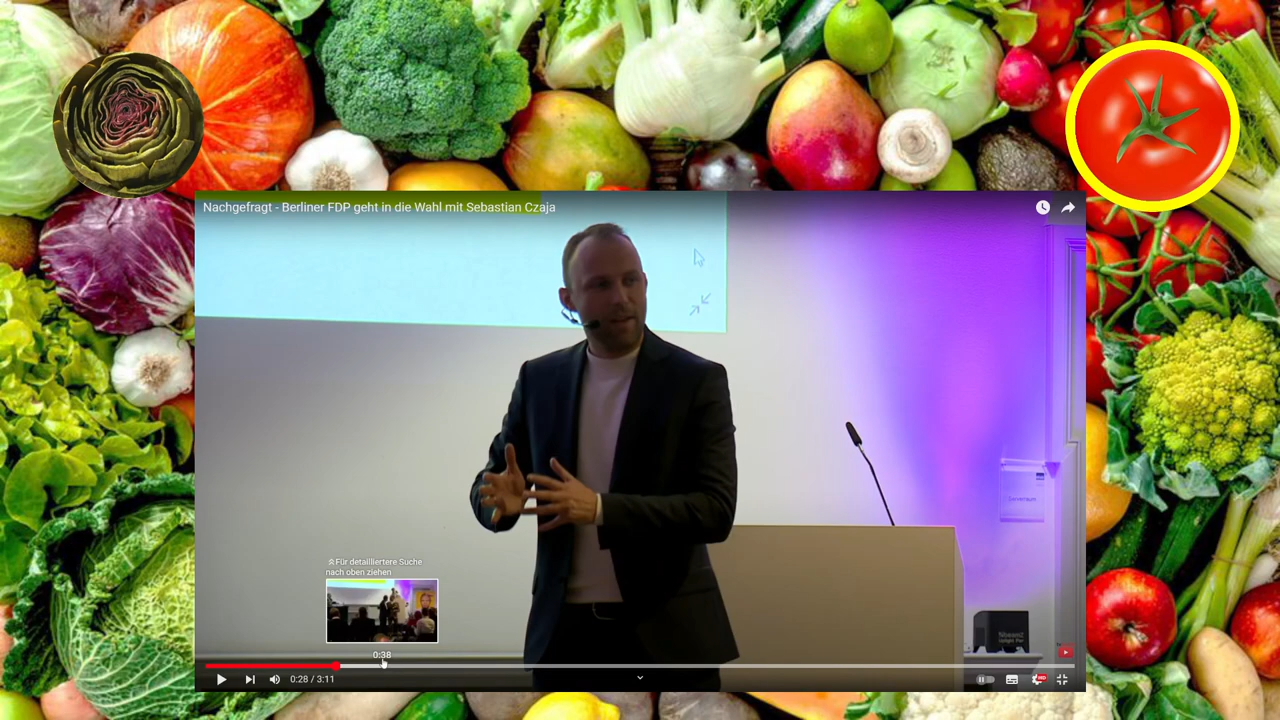 Nachgefragt - Berliner FDP geht in die Wahl mit Sebastian Czaja
Für detailliertere Suche
nach oben ziehen
0:38
0:28 / 3:11
HD